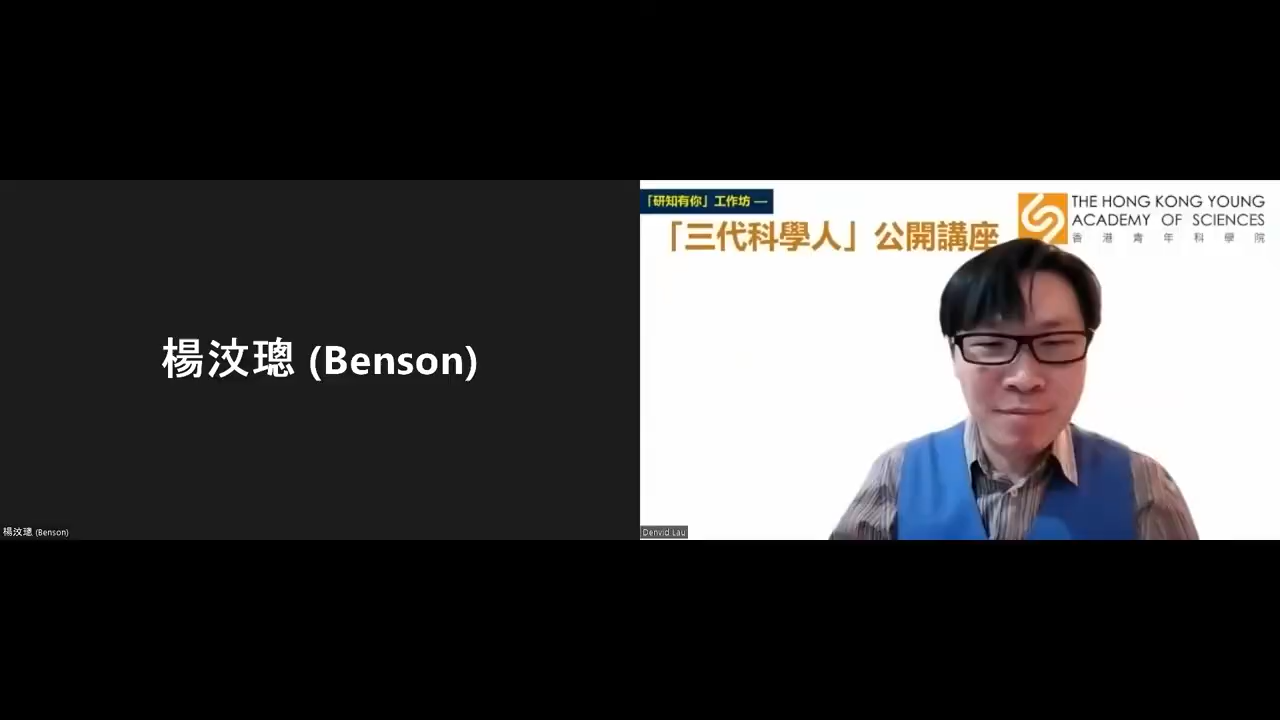 楊汶璁 (Benson)
楊汶璁 (Benson)
「研知有你」工作坊 —
「三代科學人」公開講座
THE HONG KONG YOUNG
ACADEMY OF SCIENCES
香港青年科學院
Denvid Lau